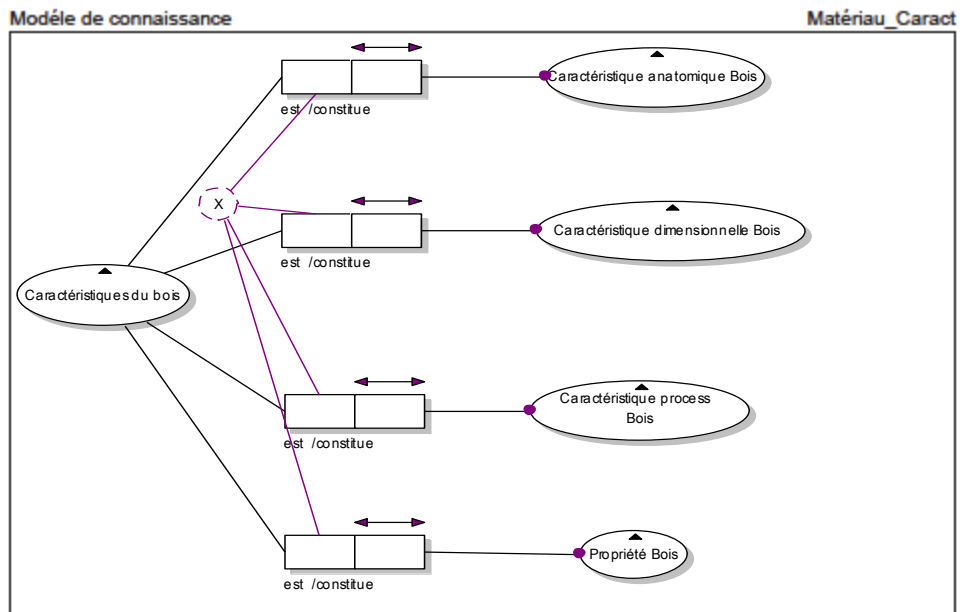 Modéle de connaissance
Matériau_Caract
Caractéristique anatomique Bois
est /constitue
X
Caractéristique dimensionnelle Bois
est /constitue
Caractéristiques du bois
Caractéristique process
Bois
est /constitue
Propriété Bois
est /constitue